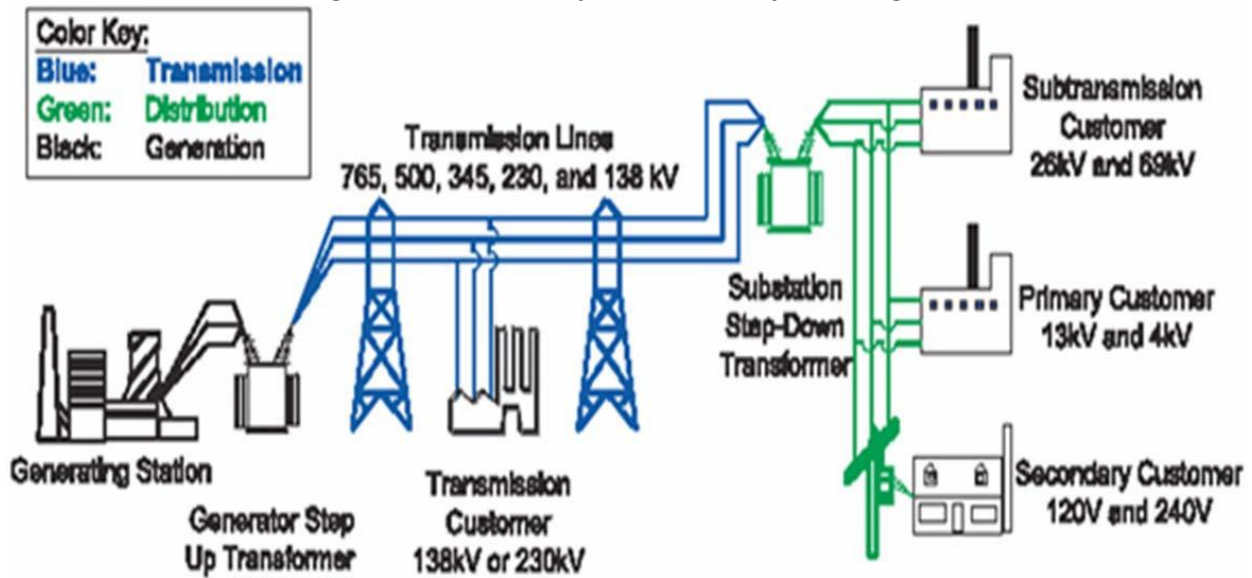 Color Key:
Blue: Transmission
Green: Distribution
Black: Generation
Transmission Lines
765, 500, 345, 230, and 138 kV
Subtransmission
Customer
26kV and 69kV
Substation
Step-Down
Transformer
Primary Customer
13kV and 4kV
Generating Station
Generator Step
Up Transformer
Transmission
Customer
138kV or 230kV
Secondary Customer
120V and 240V